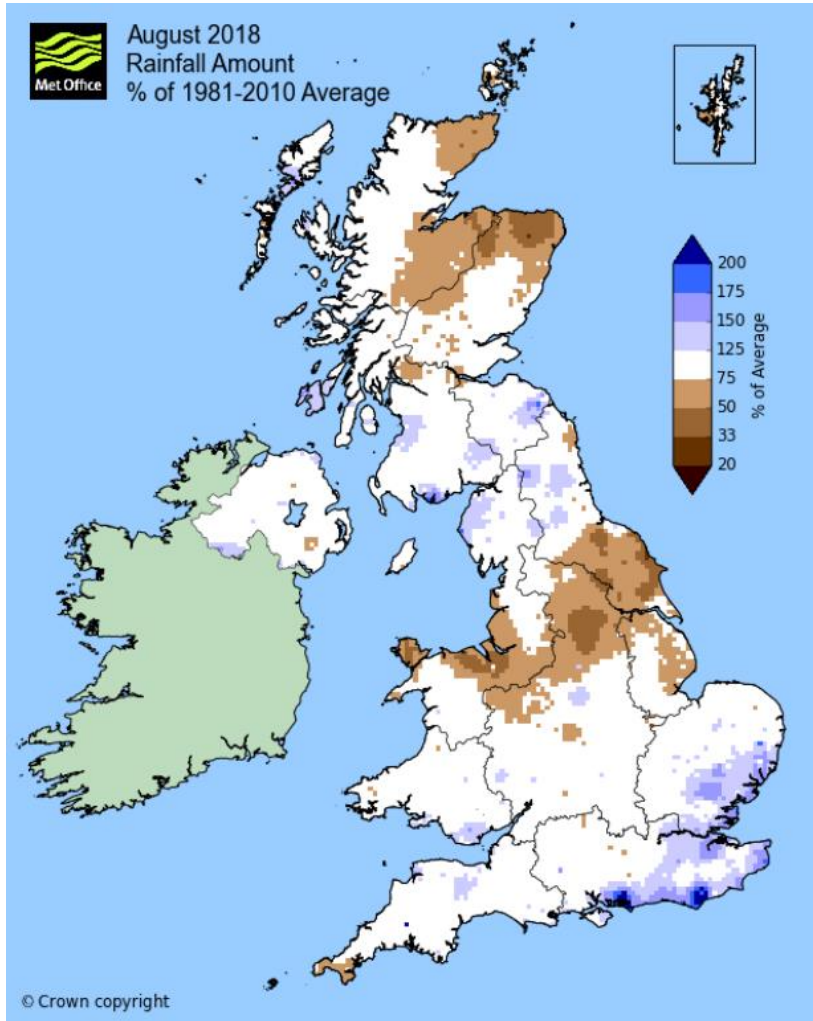 Met Office
August 2018
Rainfall Amount
% of 1981-2010 Average
200
175
150
125
75
50
33
20
% of Average
© Crown copyright